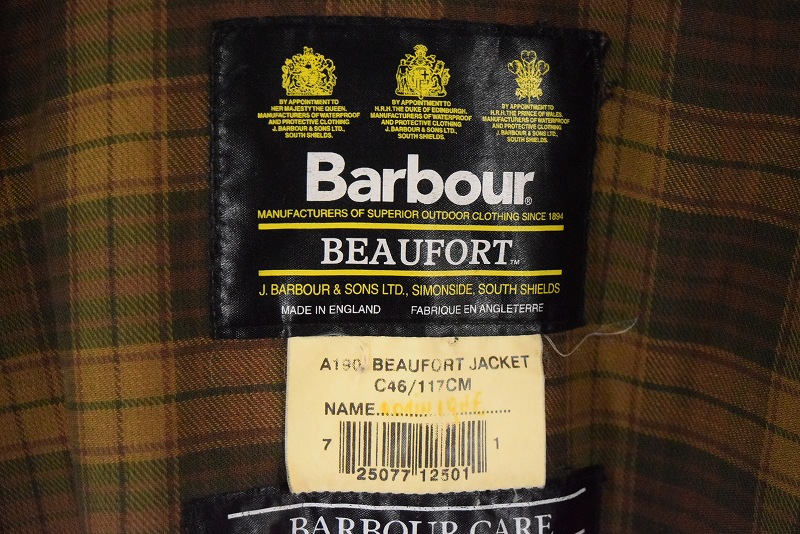 BY APPOINTMENT TO
HER MAJESTY THE QUEEN.
MANUFACTURERS OF WATERPROOF
AND PROTECTIVE CLOTHING
J. BARBOUR & SONS LTD.,
SOUTH SHIELDS.
BY APPOINTMENT TO
H.R.H. THE DUKE OF EDINBURGH.
MANUFACTURERS OF WATERPROOF
AND PROTECTIVE CLOTHING
J. BARBOUR & SONS LTD.,
SOUTH SHIELDS.
BY APPOINTMENT TO
H.R.H. THE PRINCE OF WALES.
MANUFACTURERS OF WATERPROOF
AND PROTECTIVE CLOTHING
J. BARBOUR & SONS LTD.,
SOUTH SHIELDS.
Barbour®
MANUFACTURERS OF SUPERIOR OUTDOOR CLOTHING SINCE 1894
BEAUFORT™
J. BARBOUR & SONS LTD., SIMONSIDE, SOUTH SHIELDS
MADE IN ENGLAND FABRIQUE EN ANGLETERRE
A190 BEAUFORT JACKET
C46/117CM
NAME
7 25077 12501 1
BARBOUR CARE